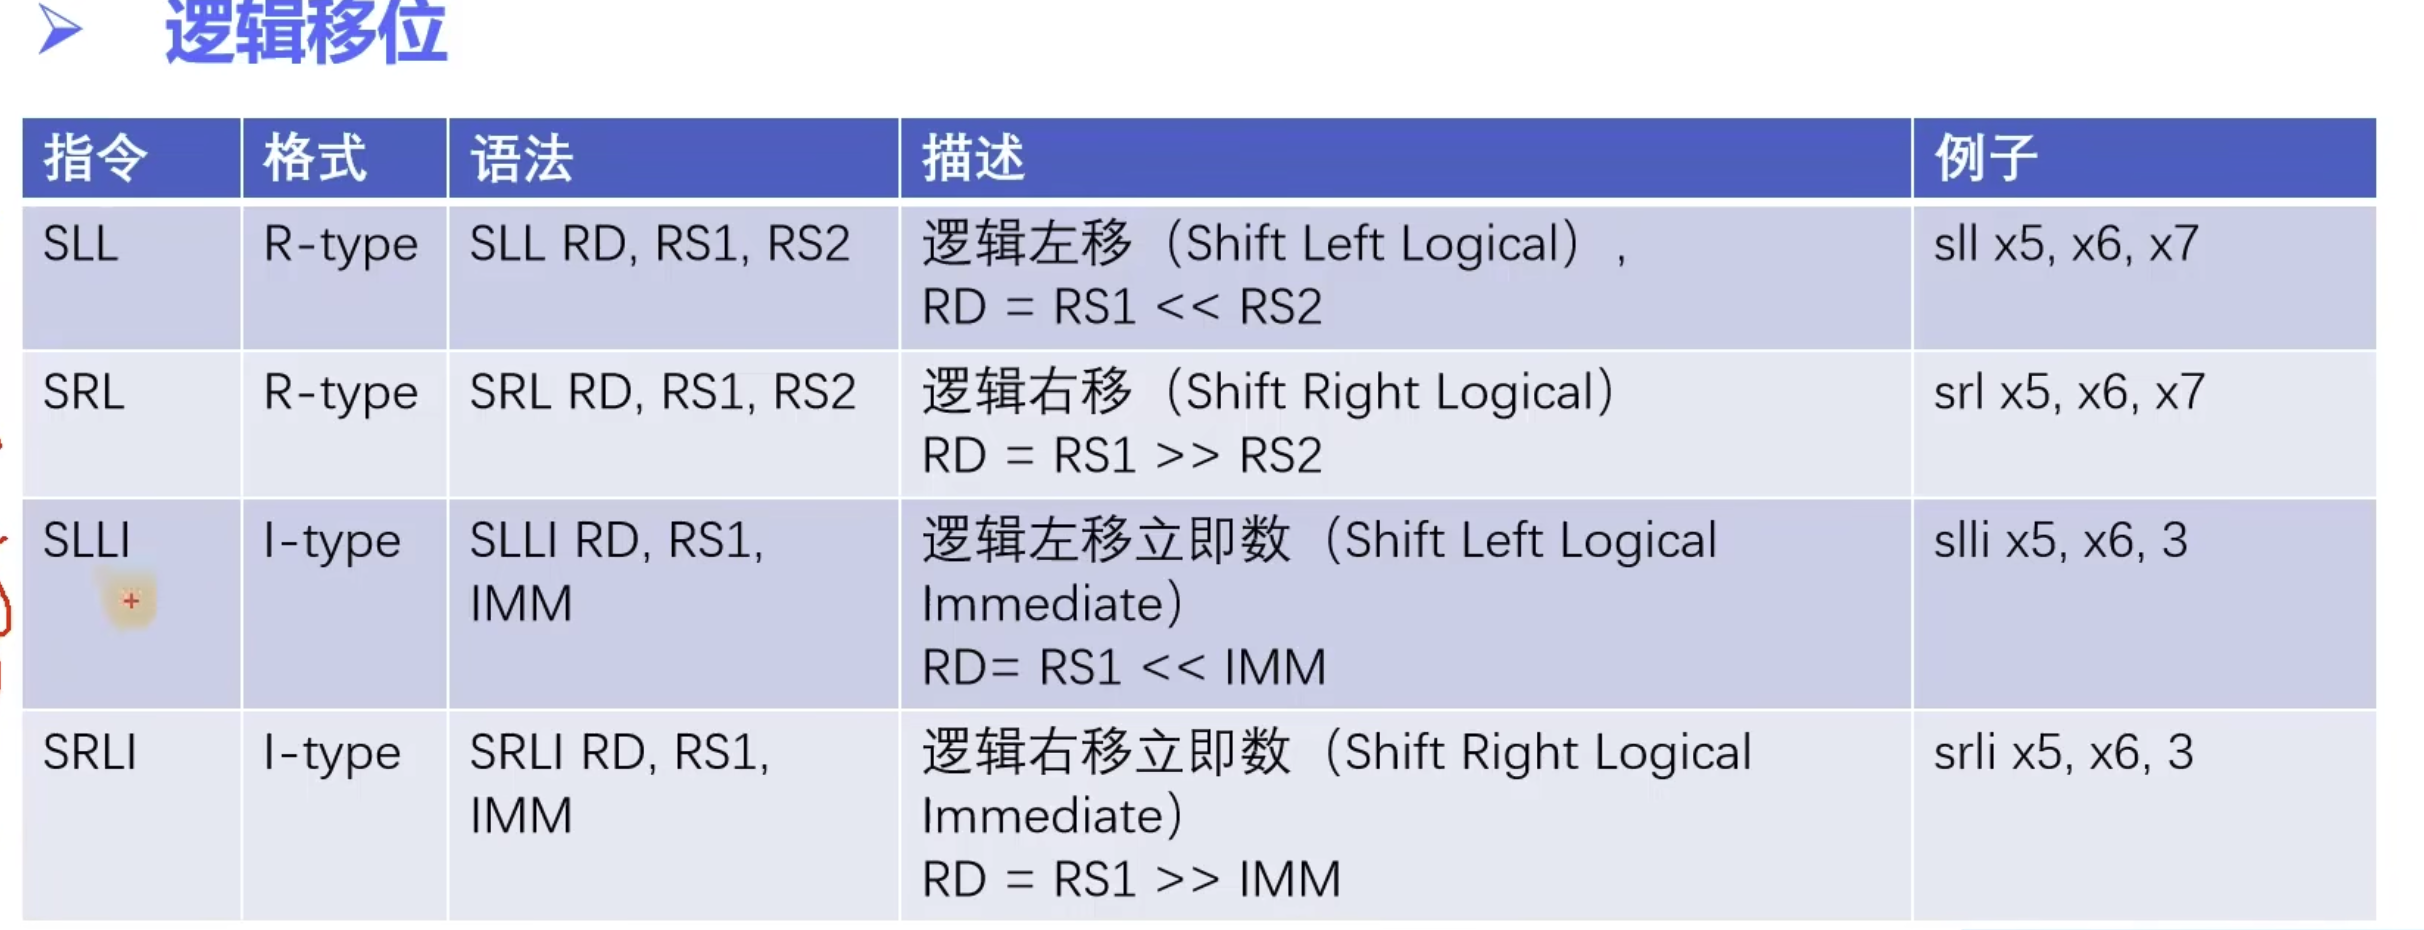 逻辑移位
指令 格式 语法 描述 例子
SLL R-type SLL RD, RS1, RS2 逻辑左移（Shift Left Logical）, sll x5, x6, x7
RD = RS1 << RS2
SRL R-type SRL RD, RS1, RS2 逻辑右移（Shift Right Logical） srl x5, x6, x7
RD = RS1 >> RS2
SLLI I-type SLLI RD, RS1, 逻辑左移立即数（Shift Left Logical slli x5, x6, 3
IMM Immediate）
RD= RS1 << IMM
SRLI I-type SRLI RD, RS1, 逻辑右移立即数（Shift Right Logical srli x5, x6, 3
IMM Immediate）
RD = RS1 >> IMM